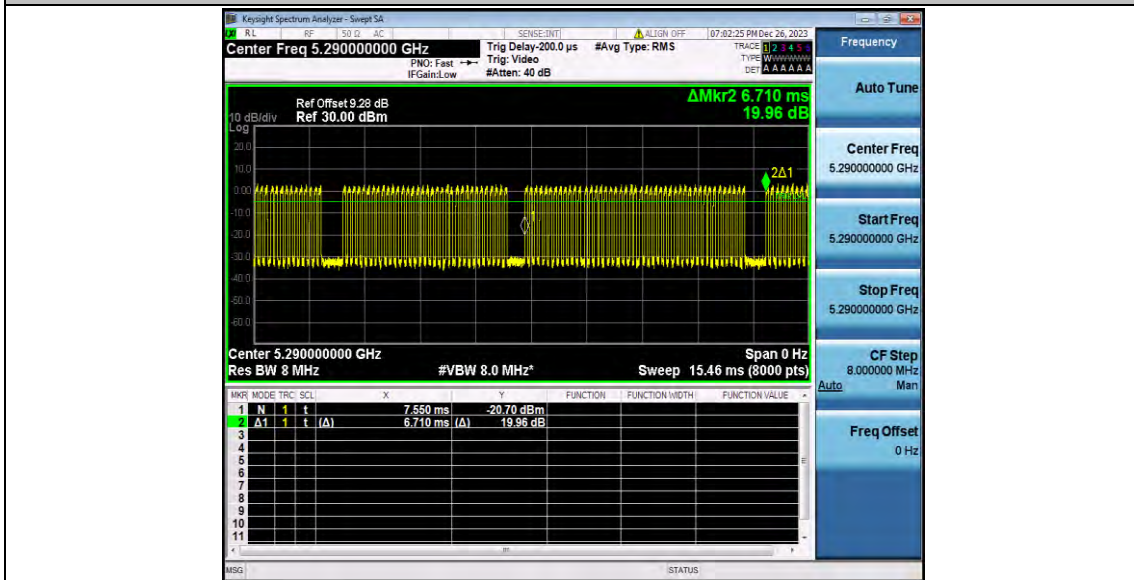 Keysight Spectrum Analyzer - Swept SA
RL RF 50 Ω AC SENSE:INT ALIGN OFF 07:02:25 PM Dec 26, 2023
Center Freq 5.290000000 GHz
PNO: Fast
IFGain:Low
Trig Delay-200.0 µs
Trig: Video
#Atten: 40 dB
#Avg Type: RMS
TRACE 1 2 3 4 5 6
TYPE WWWWWW
DET A A A A A A
ΔMkr2 6.710 ms
19.96 dB
Ref Offset 9.28 dB
10 dB/div Ref 30.00 dBm
Log
20.0
10.0
0.00
-10.0
-20.0
-30.0
-40.0
-50.0
-60.0
2Δ1
1
Center 5.290000000 GHz Span 0 Hz
Res BW 8 MHz #VBW 8.0 MHz* Sweep 15.46 ms (8000 pts)
MKR MODE TRC SCL X Y FUNCTION FUNCTION WIDTH FUNCTION VALUE
1 N 1 t 7.550 ms -20.70 dBm
2 Δ1 1 t (Δ) 6.710 ms (Δ) 19.96 dB
3
4
5
6
7
8
9
10
11
MSG STATUS
Frequency
Auto Tune
Center Freq
5.290000000 GHz
Start Freq
5.290000000 GHz
Stop Freq
5.290000000 GHz
CF Step
8.000000 MHz
Auto Man
Freq Offset
0 Hz